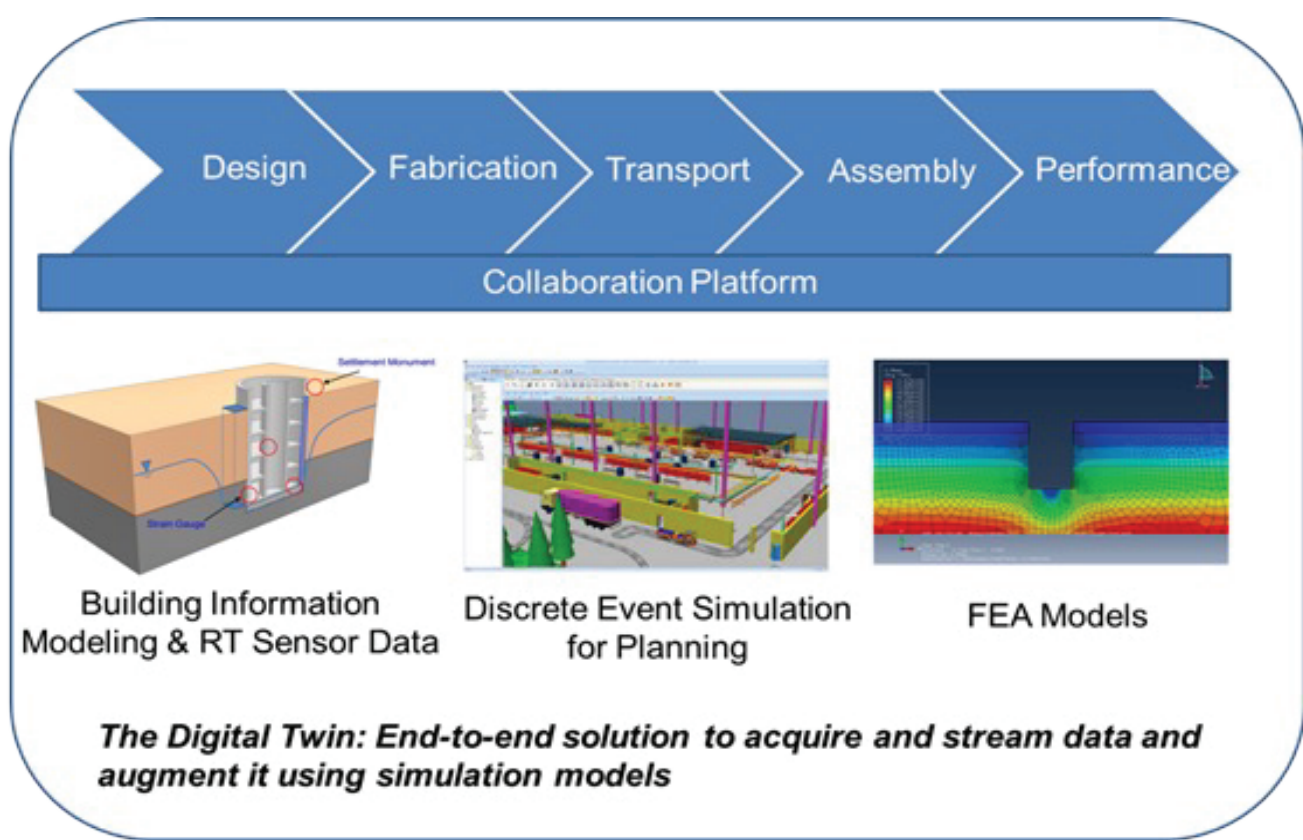 Design
Fabrication
Transport
Assembly
Performance
Collaboration Platform
Settlement Monument
Strain Gauge
Building Information
Modeling & RT Sensor Data
Discrete Event Simulation
for Planning
FEA Models
The Digital Twin: End-to-end solution to acquire and stream data and
augment it using simulation models